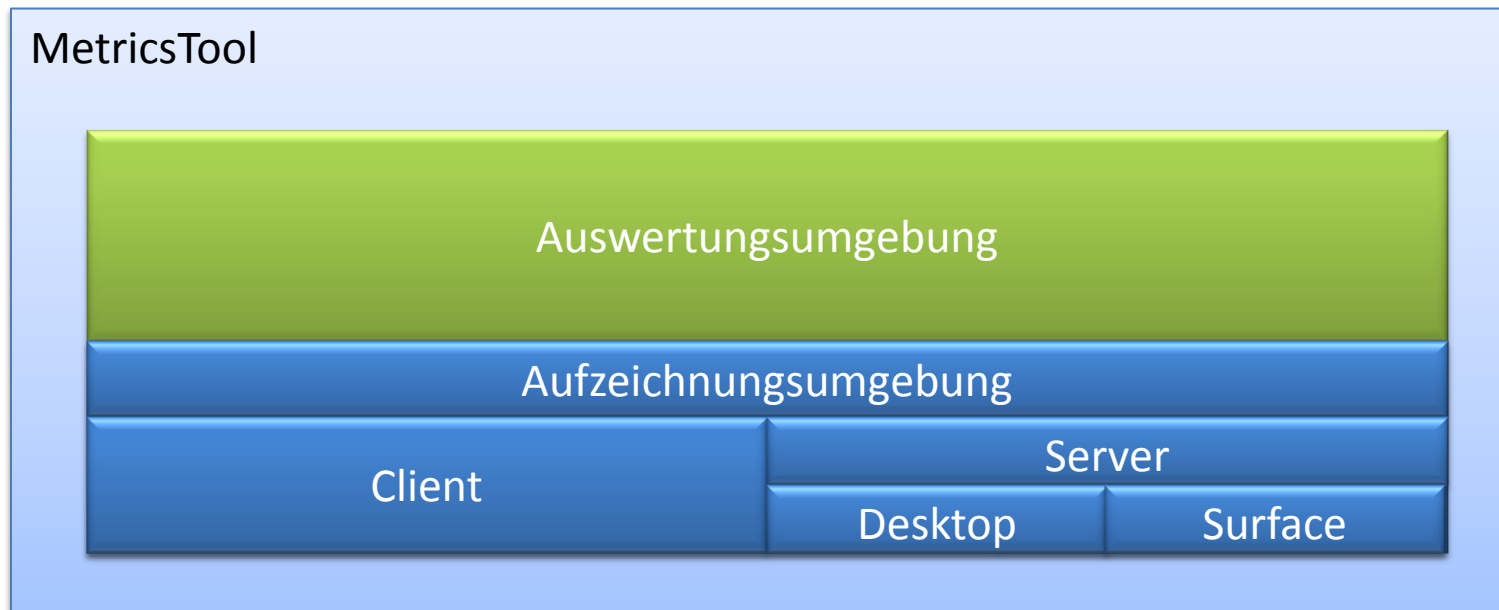 MetricsTool
Auswertungsumgebung
Aufzeichnungsumgebung
Client
Server
Desktop
Surface